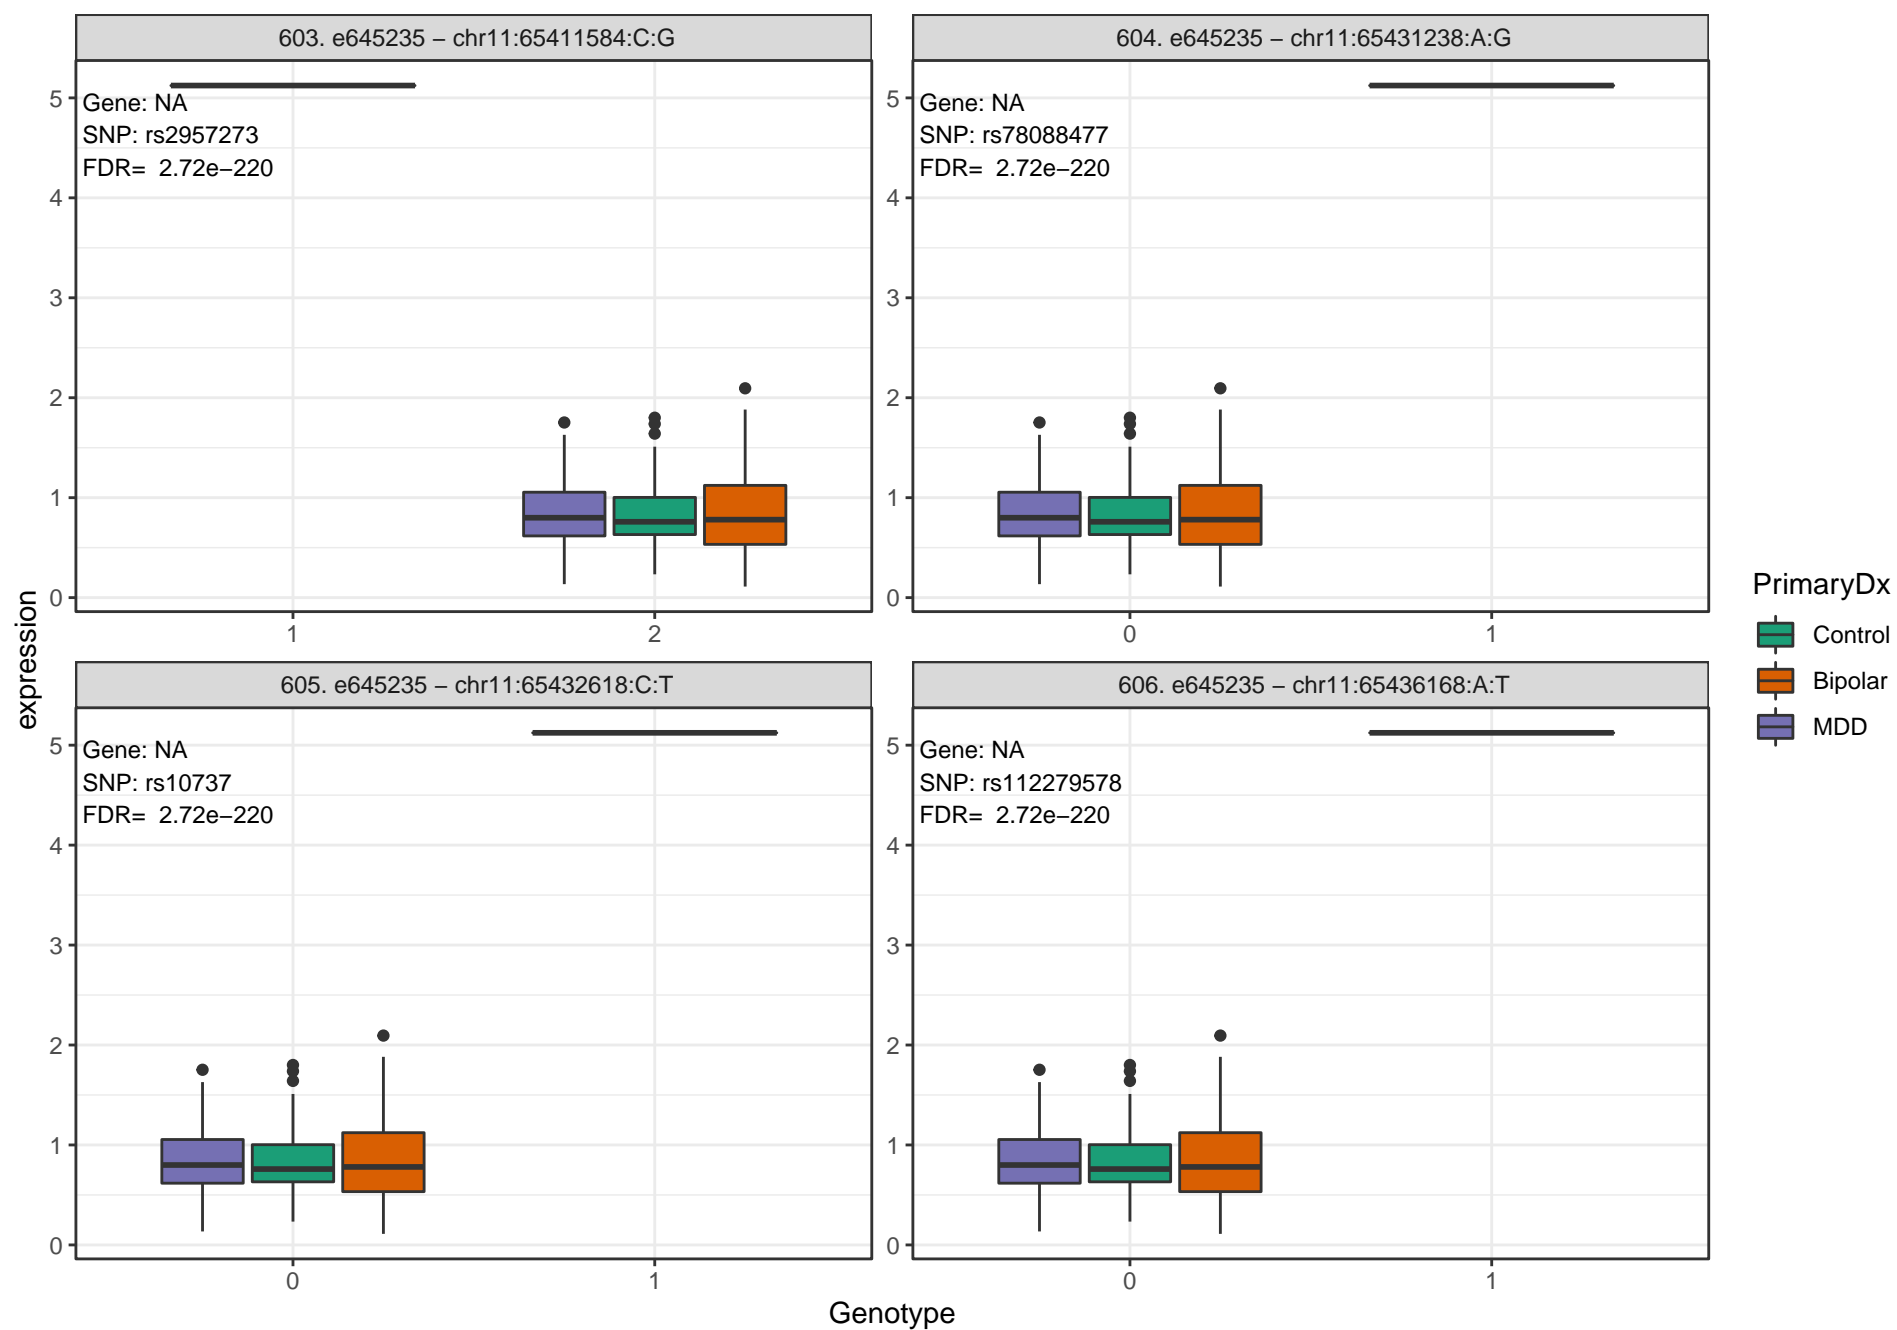 603. e645235 − chr11:65411584:C:G
5
4
3
2
1
0
Gene: NA
SNP: rs2957273
FDR=  2.72e−220
1
2
604. e645235 − chr11:65431238:A:G
5
4
3
2
1
0
Gene: NA
SNP: rs78088477
FDR=  2.72e−220
0
1
605. e645235 − chr11:65432618:C:T
5
4
3
2
1
0
Gene: NA
SNP: rs10737
FDR=  2.72e−220
0
1
606. e645235 − chr11:65436168:A:T
5
4
3
2
1
0
Gene: NA
SNP: rs112279578
FDR=  2.72e−220
0
1
expression
Genotype
PrimaryDx
Control
Bipolar
MDD